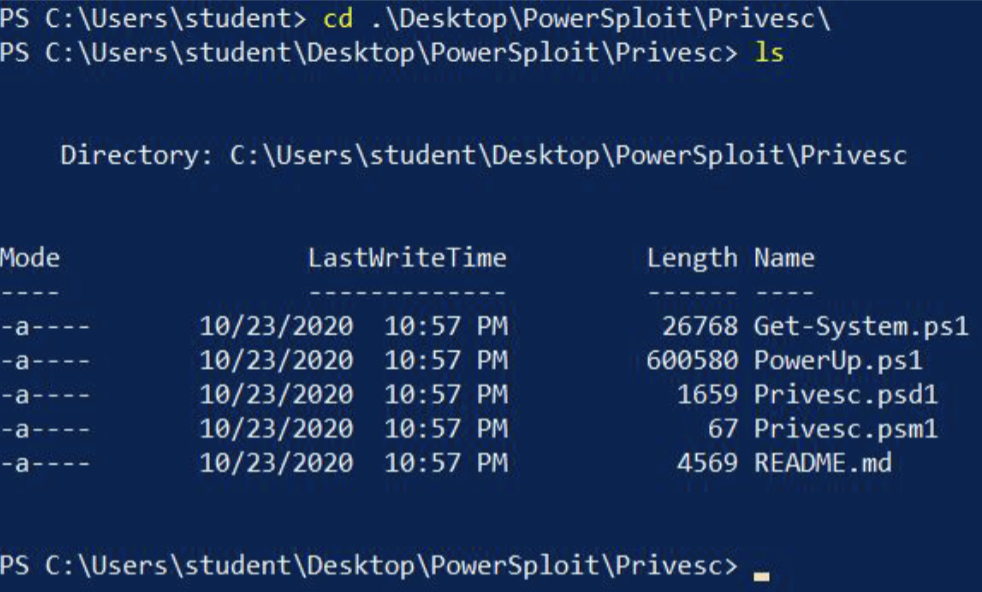 PS C:\Users\student> cd .\Desktop\PowerSploit\Privesc\
PS C:\Users\student\Desktop\PowerSploit\Privesc> ls
Directory: C:\Users\student\Desktop\PowerSploit\Privesc
Mode LastWriteTime Length Name
---- ------------- ------ ----
-a---- 10/23/2020 10:57 PM 26768 Get-System.ps1
-a---- 10/23/2020 10:57 PM 600580 PowerUp.ps1
-a---- 10/23/2020 10:57 PM 1659 Privesc.psd1
-a---- 10/23/2020 10:57 PM 67 Privesc.psm1
-a---- 10/23/2020 10:57 PM 4569 README.md
PS C:\Users\student\Desktop\PowerSploit\Privesc>